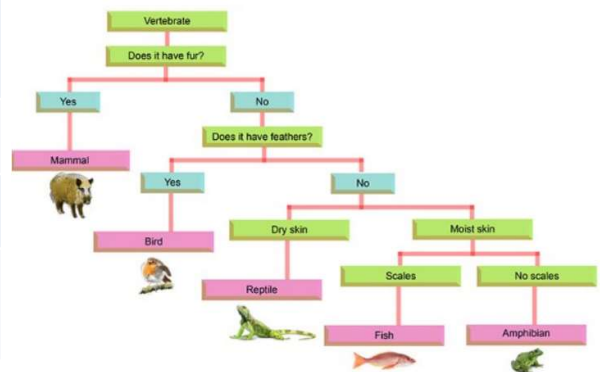 Vertebrate
Does it have fur?
Yes
No
Does it have feathers?
Mammal
Yes
No
Bird
Dry skin
Moist skin
Reptile
Scales
No scales
Fish
Amphibian